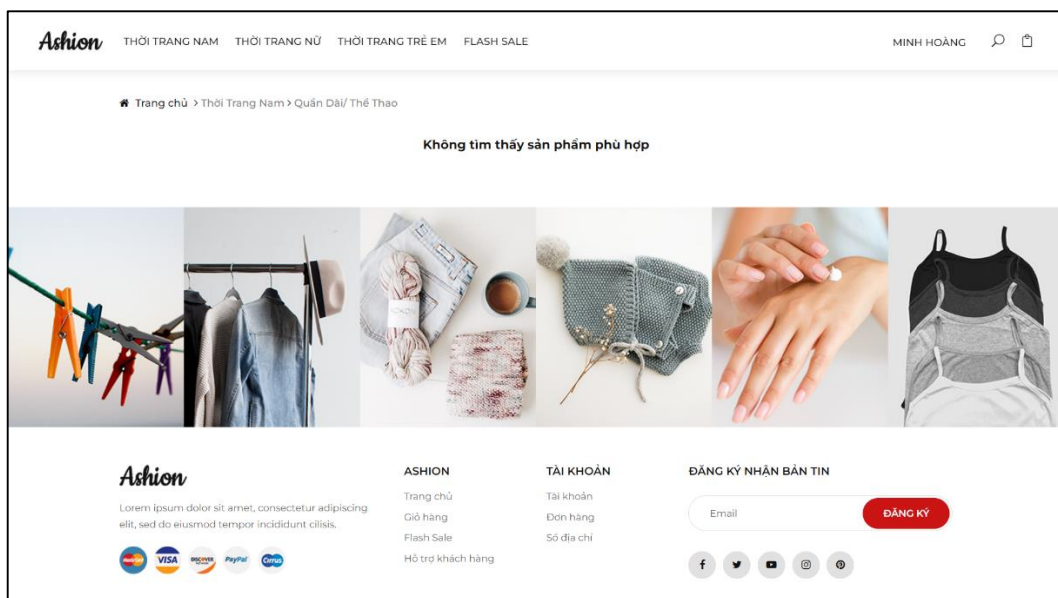 Ashion THỜI TRANG NAM THỜI TRANG NỮ THỜI TRANG TRẺ EM FLASH SALE MINH HOÀNG
Trang chủ > Thời Trang Nam > Quần Dài/ Thể Thao
Không tìm thấy sản phẩm phù hợp
Ashion
Lorem ipsum dolor sit amet, consectetur adipiscing
elit, sed do eiusmod tempor incididunt cilisis.
VISA DISCOVER PayPal Cirrus
ASHION
Trang chủ
Giỏ hàng
Flash Sale
Hỗ trợ khách hàng
TÀI KHOẢN
Tài khoản
Đơn hàng
Sổ địa chỉ
ĐĂNG KÝ NHẬN BẢN TIN
Email ĐĂNG KÝ